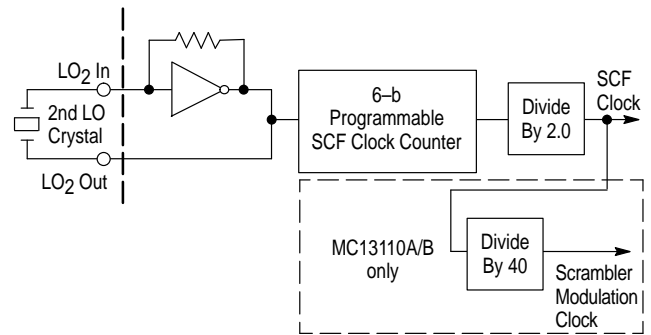 LO2 In
2nd LO
Crystal
LO2 Out
6–b
Programmable
SCF Clock Counter
Divide
By 2.0
SCF
Clock
MC13110A/B
only
Divide
By 40
Scrambler
Modulation
Clock